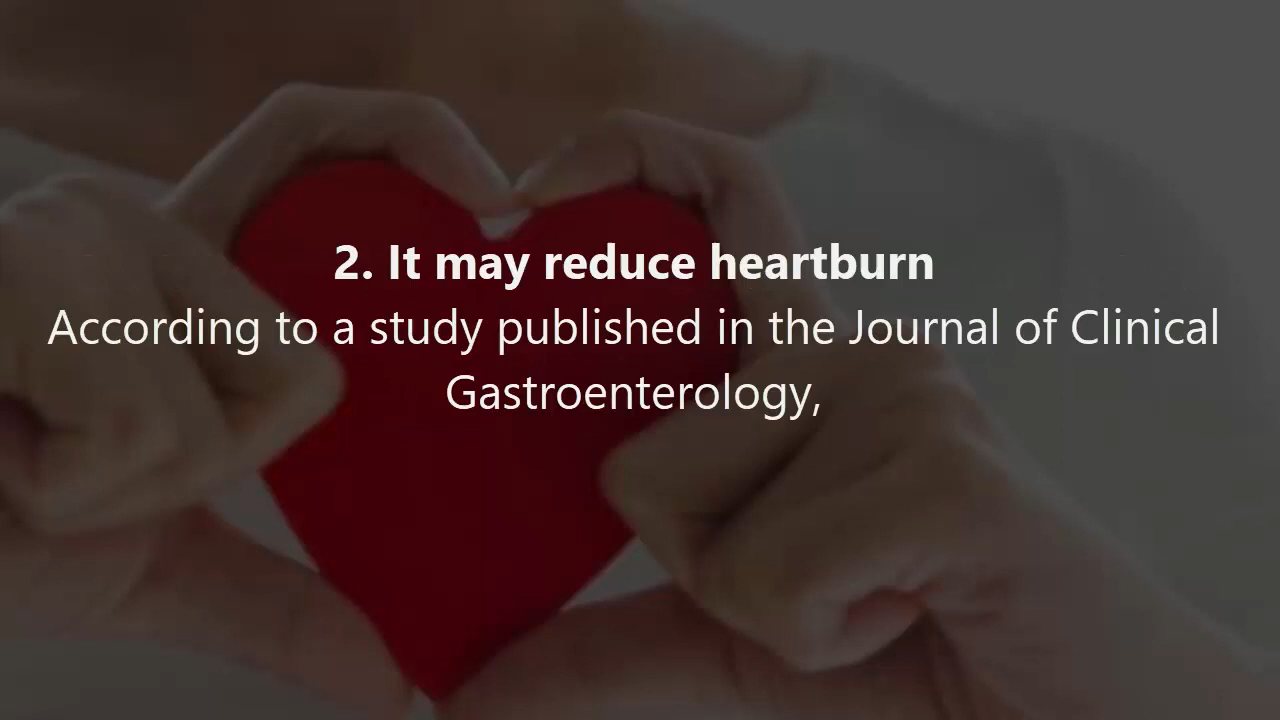 2. It may reduce heartburn
According to a study published in the Journal of Clinical
Gastroenterology,